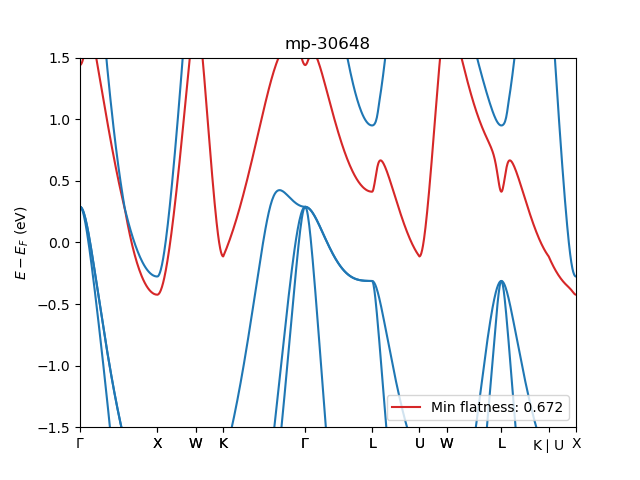 mp-30648
E − E_F (eV)
1.5
1.0
0.5
0.0
−0.5
−1.0
−1.5
Min flatness: 0.672
Γ X W K Γ L U W L K | U X